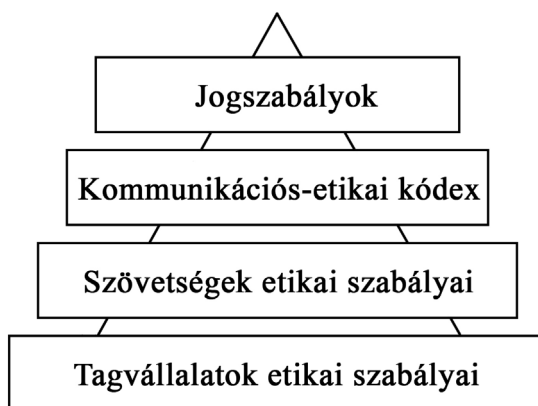 Jogszabályok
Kommunikációs-etikai kódex
Szövetségek etikai szabályai
Tagvállalatok etikai szabályai